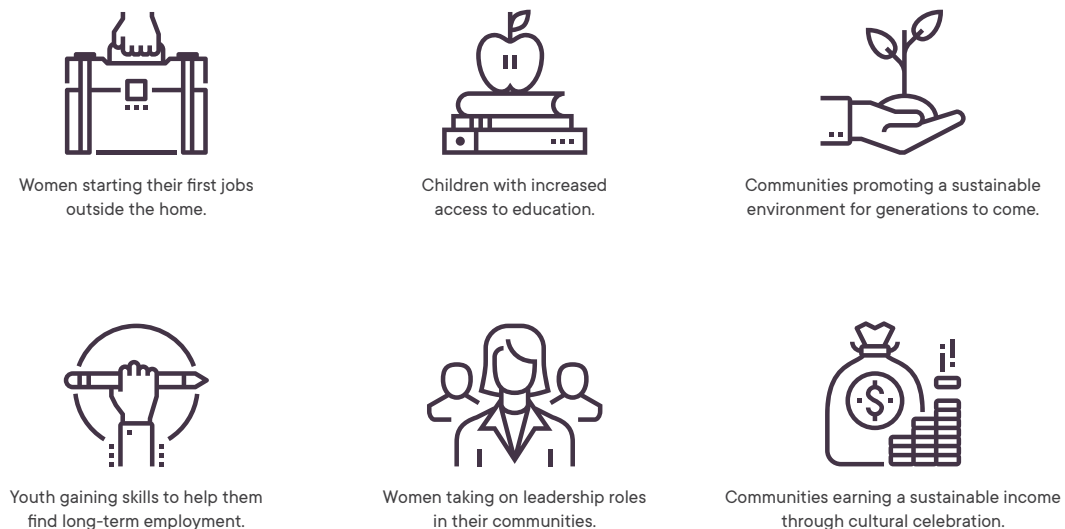 Women starting their first jobs
outside the home.
Children with increased
access to education.
Communities promoting a sustainable
environment for generations to come.
Youth gaining skills to help them
find long-term employment.
Women taking on leadership roles
in their communities.
Communities earning a sustainable income
through cultural celebration.